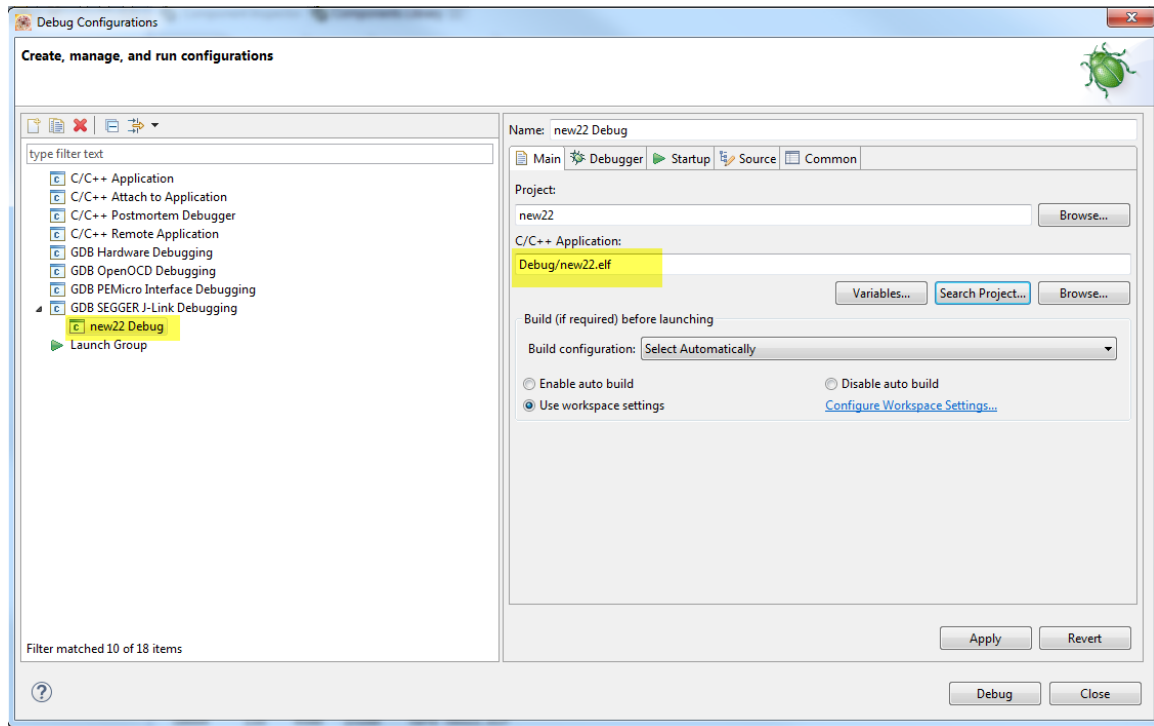 Debug Configurations
Create, manage, and run configurations
type filter text
C/C++ Application
C/C++ Attach to Application
C/C++ Postmortem Debugger
C/C++ Remote Application
GDB Hardware Debugging
GDB OpenOCD Debugging
GDB PEMicro Interface Debugging
GDB SEGGER J-Link Debugging
new22 Debug
Launch Group
Filter matched 10 of 18 items
Name: new22 Debug
Main Debugger Startup Source Common
Project:
new22 Browse...
C/C++ Application:
Debug/new22.elf
Variables... Search Project... Browse...
Build (if required) before launching
Build configuration: Select Automatically
Enable auto build Disable auto build
Use workspace settings Configure Workspace Settings...
Apply Revert
Debug Close